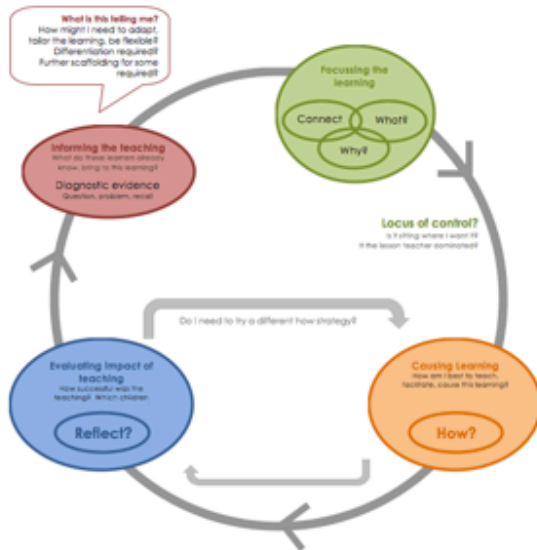 What is this telling me?
How might I need to adapt,
tailor the learning, be flexible?
Differentiation required?
Further scaffolding for some
required?
Focussing the
learning
Connect
What?
Why?
Informing the teaching
What do these learners already
know, bring to this learning?
Diagnostic evidence
Question, problem, recall
Locus of control?
Is it sitting where I want it?
If the lesson teacher dominated?
Do I need to try a different how strategy?
Evaluating Impact of
teaching
How successful was the
teaching? Which children
Reflect?
Causing Learning
How am I best to teach,
facilitate, cause this learning?
How?